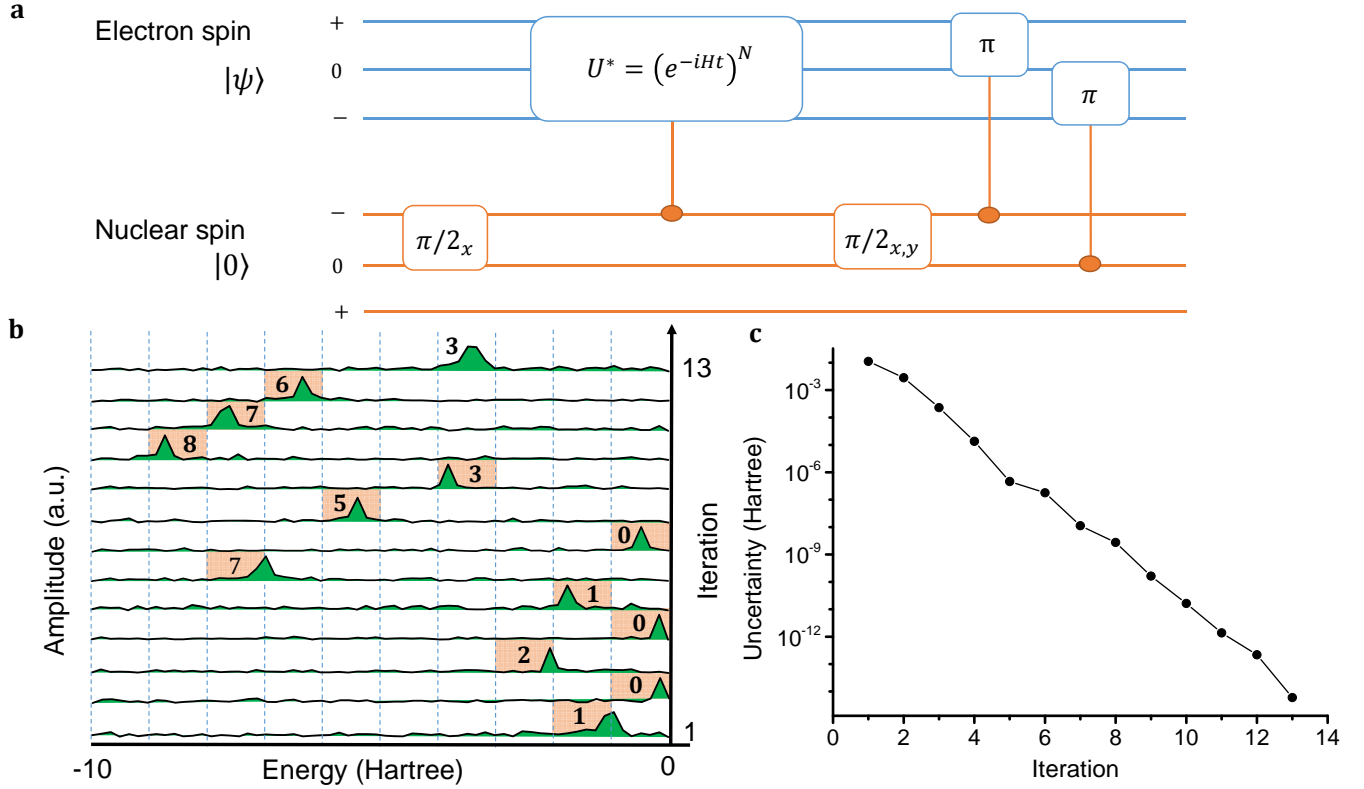 a
Electron spin
|ψ⟩
+
0
−
U* = (e^{-iHt})^N
π
π
Nuclear spin
|0⟩
−
0
+
π/2ₓ
π/2ₓ,ᵧ
b
Amplitude (a.u.)
3
6
7
8
3
5
0
7
1
0
2
0
1
13
Iteration
1
-10
Energy (Hartree)
0
c
Uncertainty (Hartree)
10⁻³
10⁻⁶
10⁻⁹
10⁻¹²
0 2 4 6 8 10 12 14
Iteration